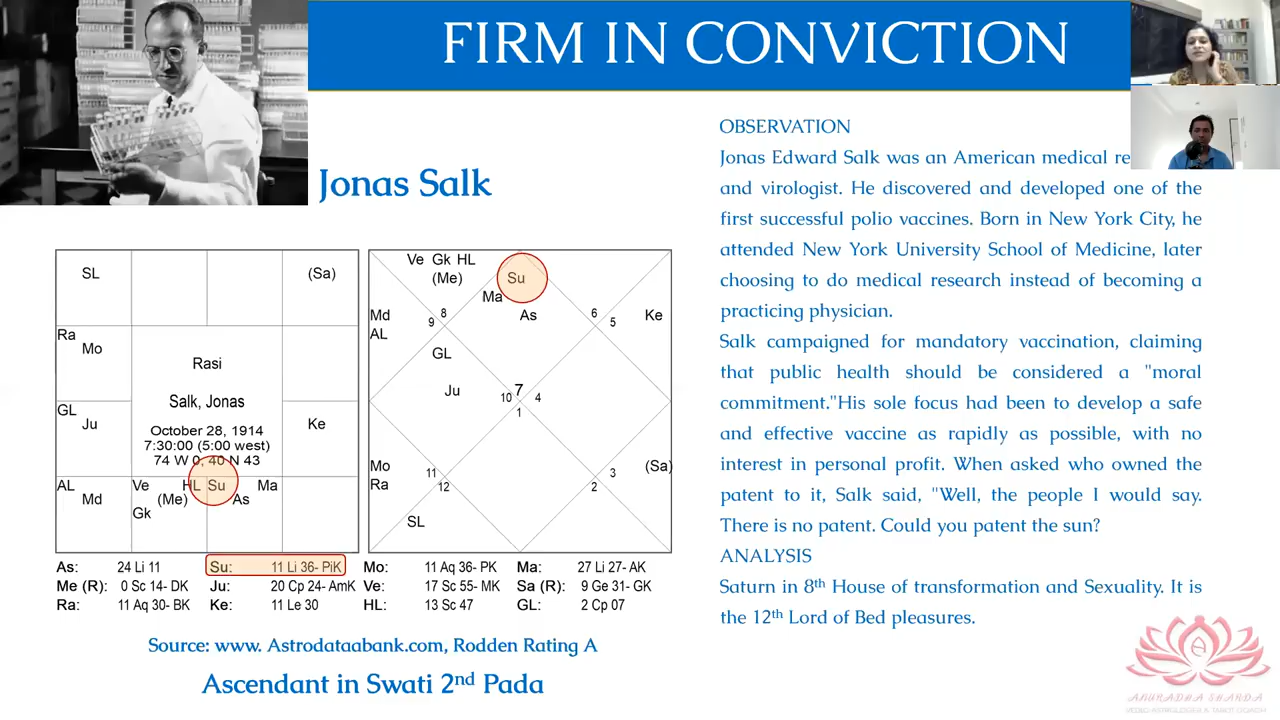 FIRM IN CONVICTION
Jonas Salk
SL
(Sa)
Ra
Mo
Rasi
GL
Ju
Salk, Jonas
October 28, 1914
7:30:00 (5:00 west)
74 W 0, 40 N 43
Ke
AL
Md
Ve HL Su Ma
(Me) As
Gk
Ve Gk HL
(Me)
Su
Ma
As
Md
AL
8
9
6
5
Ke
GL
Ju
10 7 4
1
Mo
Ra
11
12
3
2
(Sa)
SL
As: 24 Li 11 Su: 11 Li 36- PiK Mo: 11 Aq 36- PK Ma: 27 Li 27- AK
Me (R): 0 Sc 14- DK Ju: 20 Cp 24- AmK Ve: 17 Sc 55- MK Sa (R): 9 Ge 31- GK
Ra: 11 Aq 30- BK Ke: 11 Le 30 HL: 13 Sc 47 GL: 2 Cp 07
Source: www. Astrodataabank.com, Rodden Rating A
Ascendant in Swati 2nd Pada
OBSERVATION
Jonas Edward Salk was an American medical re
and virologist. He discovered and developed one of the
first successful polio vaccines. Born in New York City, he
attended New York University School of Medicine, later
choosing to do medical research instead of becoming a
practicing physician.
Salk campaigned for mandatory vaccination, claiming
that public health should be considered a "moral
commitment."His sole focus had been to develop a safe
and effective vaccine as rapidly as possible, with no
interest in personal profit. When asked who owned the
patent to it, Salk said, "Well, the people I would say.
There is no patent. Could you patent the sun?
ANALYSIS
Saturn in 8th House of transformation and Sexuality. It is
the 12th Lord of Bed pleasures.
A
ANURADHA SHARDA
VEDIC ASTROLOGER & TAROT COACH